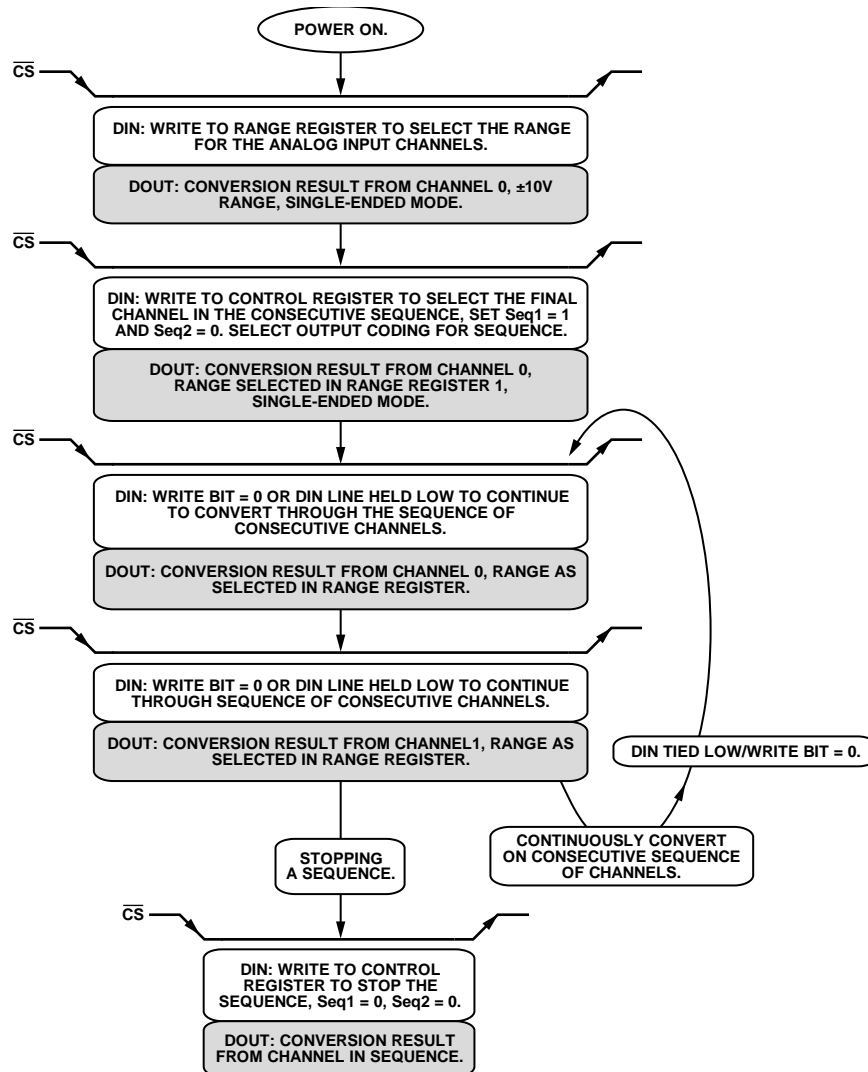 POWER ON.
CS
DIN: WRITE TO RANGE REGISTER TO SELECT THE RANGE
FOR THE ANALOG INPUT CHANNELS.
DOUT: CONVERSION RESULT FROM CHANNEL 0, ±10V
RANGE, SINGLE-ENDED MODE.
CS
DIN: WRITE TO CONTROL REGISTER TO SELECT THE FINAL
CHANNEL IN THE CONSECUTIVE SEQUENCE, SET Seq1 = 1
AND Seq2 = 0. SELECT OUTPUT CODING FOR SEQUENCE.
DOUT: CONVERSION RESULT FROM CHANNEL 0,
RANGE SELECTED IN RANGE REGISTER 1,
SINGLE-ENDED MODE.
CS
DIN: WRITE BIT = 0 OR DIN LINE HELD LOW TO CONTINUE
TO CONVERT THROUGH THE SEQUENCE OF
CONSECUTIVE CHANNELS.
DOUT: CONVERSION RESULT FROM CHANNEL 0, RANGE AS
SELECTED IN RANGE REGISTER.
CS
DIN: WRITE BIT = 0 OR DIN LINE HELD LOW TO CONTINUE
THROUGH SEQUENCE OF CONSECUTIVE CHANNELS.
DOUT: CONVERSION RESULT FROM CHANNEL1, RANGE AS
SELECTED IN RANGE REGISTER.
DIN TIED LOW/WRITE BIT = 0.
STOPPING
A SEQUENCE.
CONTINUOUSLY CONVERT
ON CONSECUTIVE SEQUENCE
OF CHANNELS.
CS
DIN: WRITE TO CONTROL
REGISTER TO STOP THE
SEQUENCE, Seq1 = 0, Seq2 = 0.
DOUT: CONVERSION RESULT
FROM CHANNEL IN SEQUENCE.